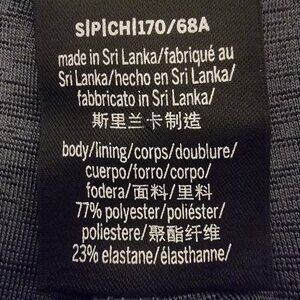 S|P|CH|170/68A
made in Sri Lanka/fabriqué au
Sri Lanka/hecho en Sri Lanka/
fabbricato in Sri Lanka/
斯里兰卡制造
body/lining/corps/doublure/
cuerpo/forro/corpo/
fodera/面料/里料
77% polyester/poliéster/
poliestere/聚酯纤维
23% elastane/élasthanne/